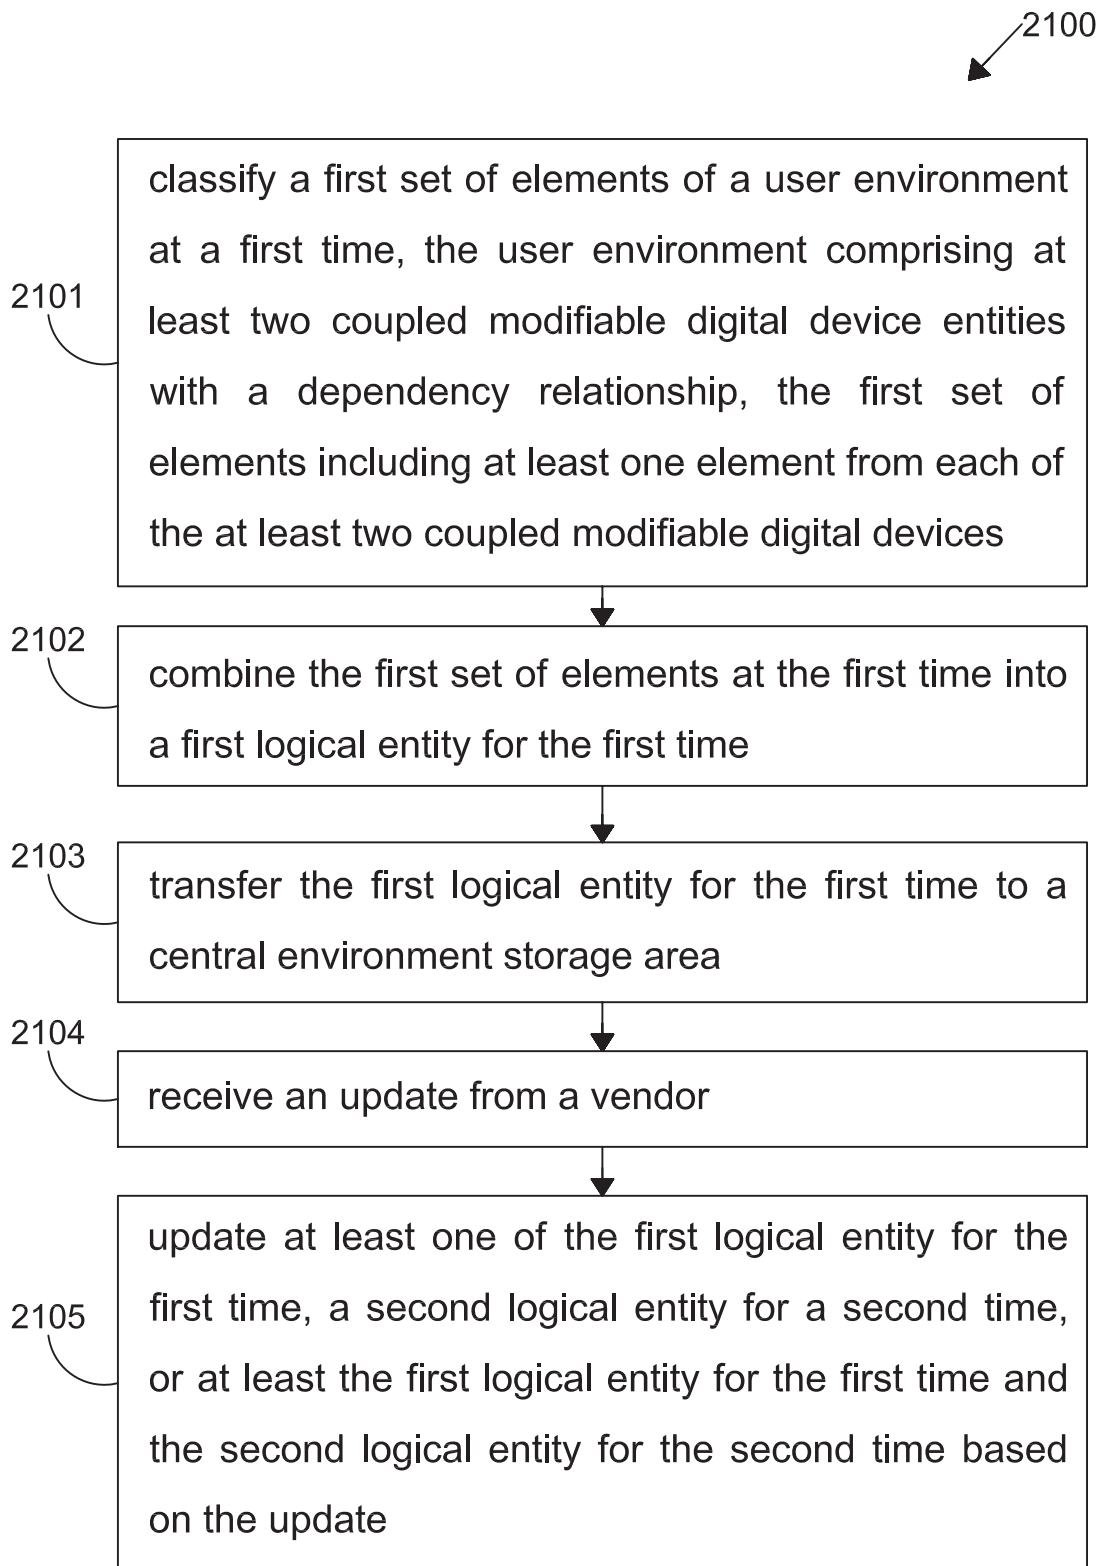 2100
classify a first set of elements of a user environment
at a first time, the user environment comprising at
2101
least two coupled modifiable digital device entities
with a dependency relationship, the first set of
elements including at least one element from each of
the at least two coupled modifiable digital devices
2102
combine the first set of elements at the first time into
a first logical entity for the first time
2103
transfer the first logical entity for the first time to a
central environment storage area
2104
receive an update from a vendor
update at least one of the first logical entity for the
first time, a second logical entity for a second time,
2105
or at least the first logical entity for the first time and
the second logical entity for the second time based
on the update